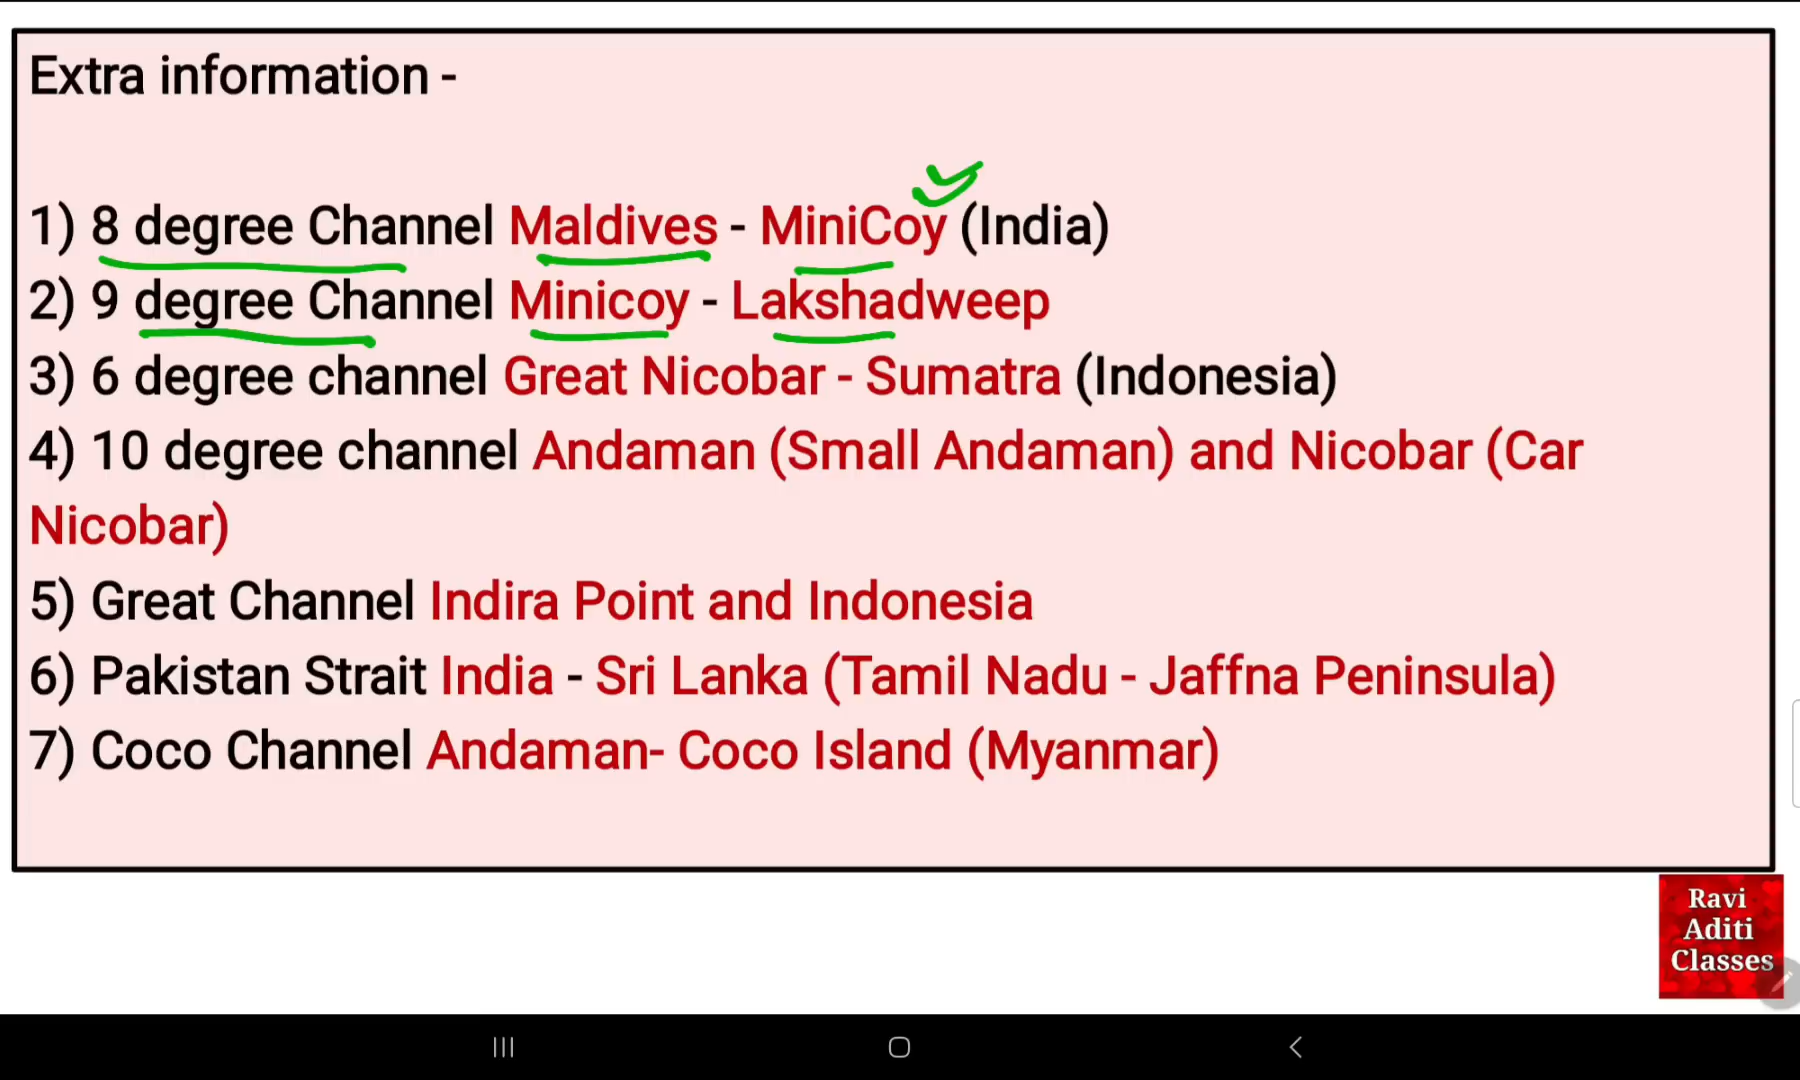 Extra information -
1) 8 degree Channel Maldives - MiniCoy (India)
2) 9 degree Channel Minicoy - Lakshadweep
3) 6 degree channel Great Nicobar - Sumatra (Indonesia)
4) 10 degree channel Andaman (Small Andaman) and Nicobar (Car
Nicobar)
5) Great Channel Indira Point and Indonesia
6) Pakistan Strait India - Sri Lanka (Tamil Nadu - Jaffna Peninsula)
7) Coco Channel Andaman- Coco Island (Myanmar)
Ravi
Aditi
Classes